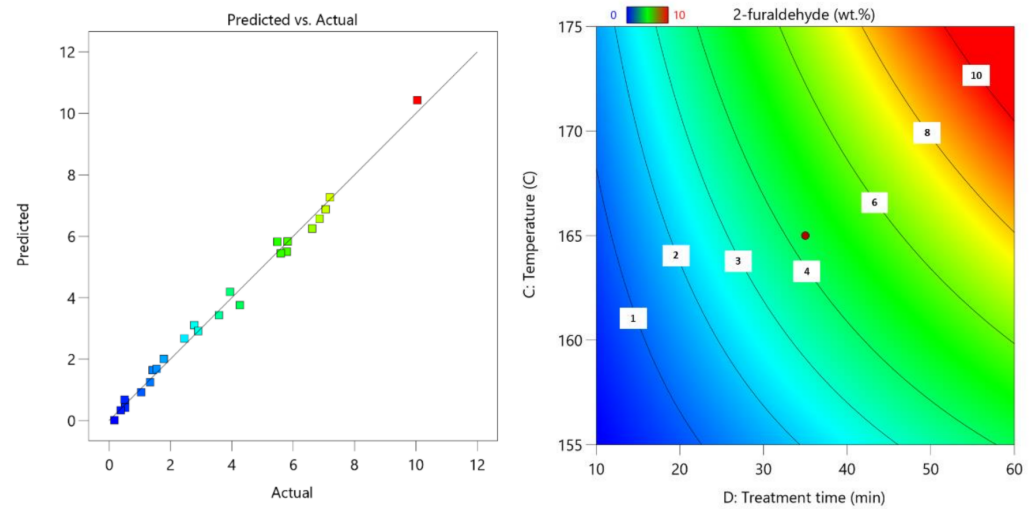 Predicted vs. Actual
12
10
8
6
4
2
0
0 2 4 6 8 10 12
Predicted
Actual
0 10 2-furaldehyde (wt.%)
175
170
165
160
155
10 20 30 40 50 60
C: Temperature (C)
D: Treatment time (min)
10
8
6
4
3
2
1